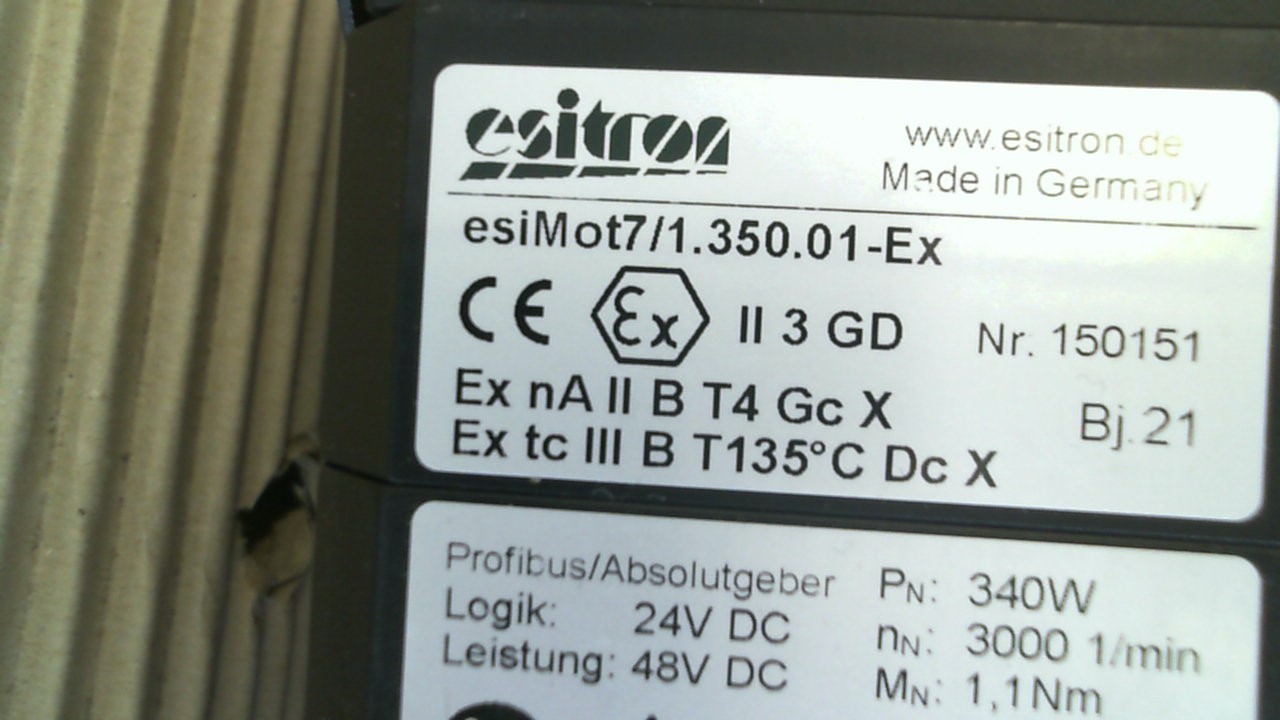 esitron
www.esitron.de
Made in Germany
esiMot7/1.350.01-Ex
CE Ex II 3 GD Nr. 150151
Ex nA II B T4 Gc X
Bj.21
Ex tc III B T135°C Dc X
Profibus/Absolutgeber PN: 340W
Logik: 24V DC nN: 3000 1/min
Leistung: 48V DC MN: 1,1Nm